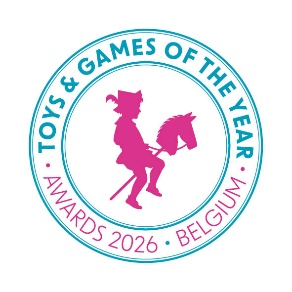 TOYS & GAMES OF THE YEAR
• AWARDS 2026 • BELGIUM •